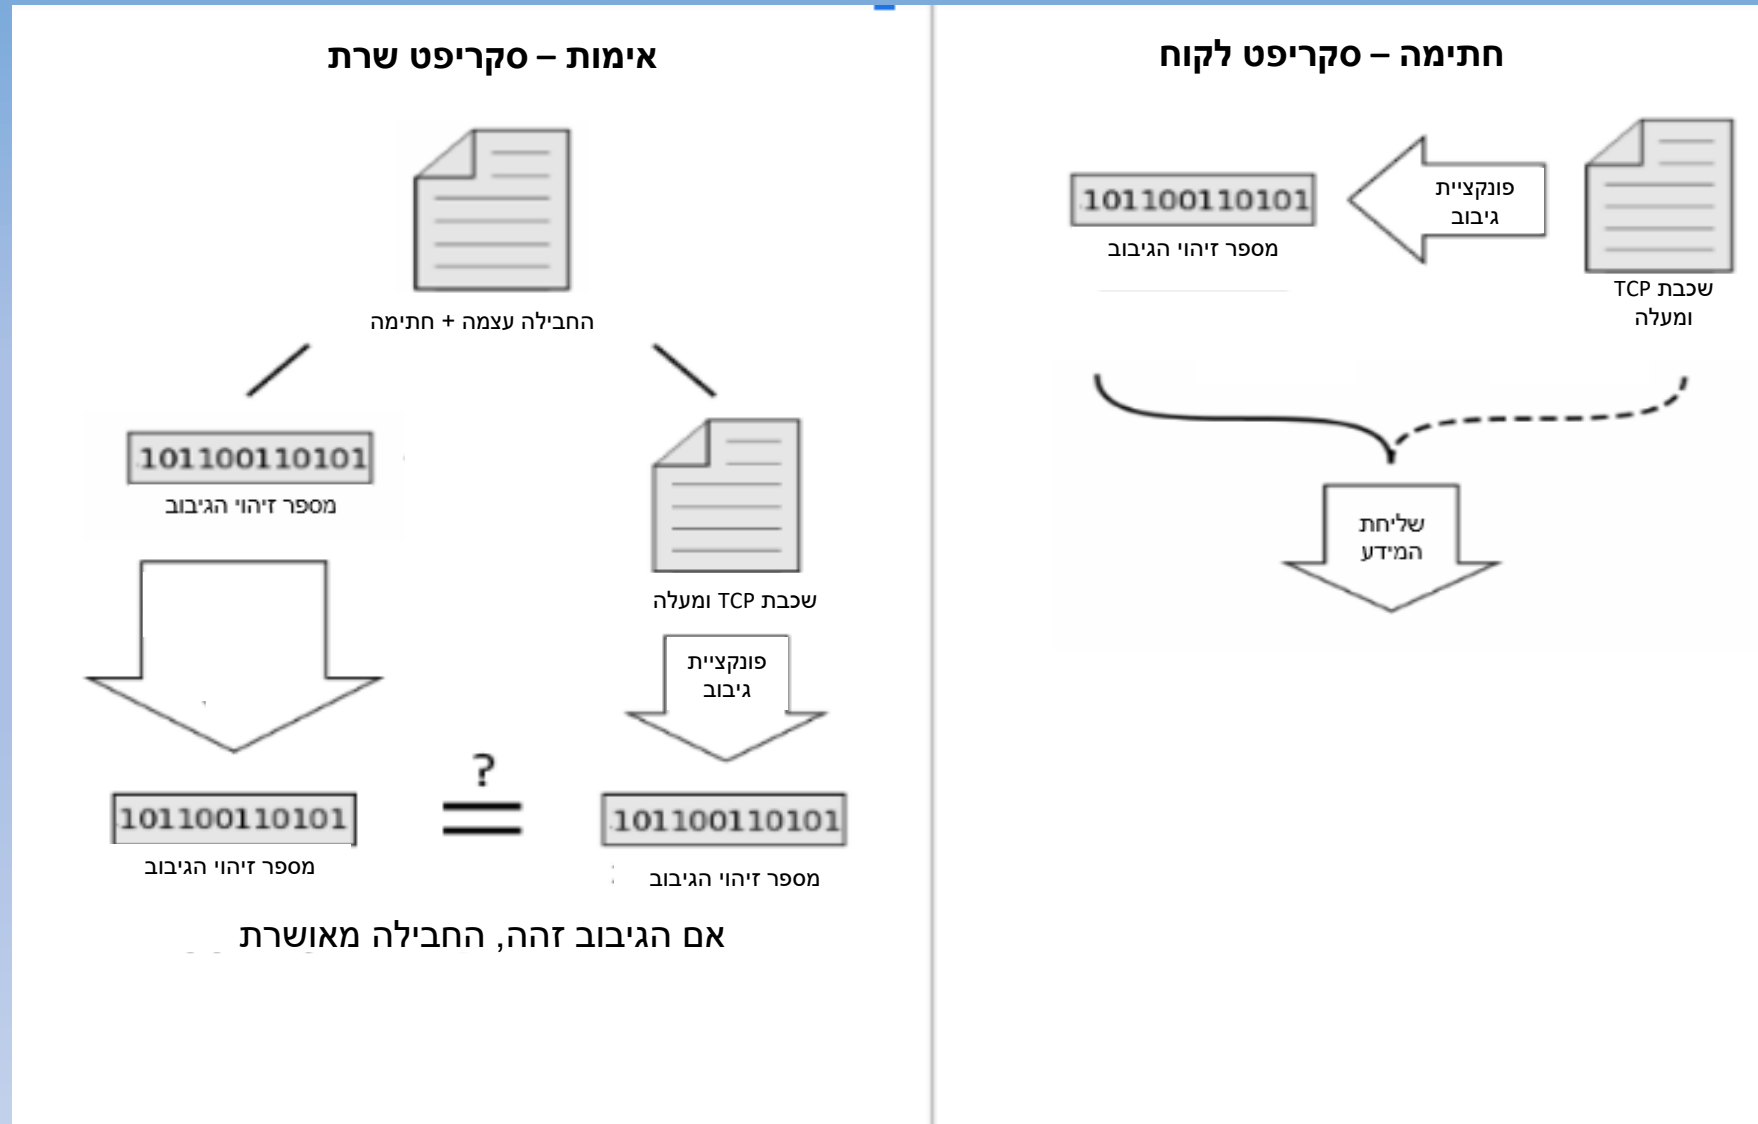 חתימה – סקריפט לקוח
פונקציית
גיבוב
101100110101
מספר זיהוי הגיבוב
שכבת TCP
ומעלה
שליחת
המידע
אימות – סקריפט שרת
החבילה עצמה + חתימה
101100110101
מספר זיהוי הגיבוב
שכבת TCP ומעלה
פונקציית
גיבוב
?
=
101100110101
מספר זיהוי הגיבוב
101100110101
מספר זיהוי הגיבוב
אם הגיבוב זהה, החבילה מאושרת